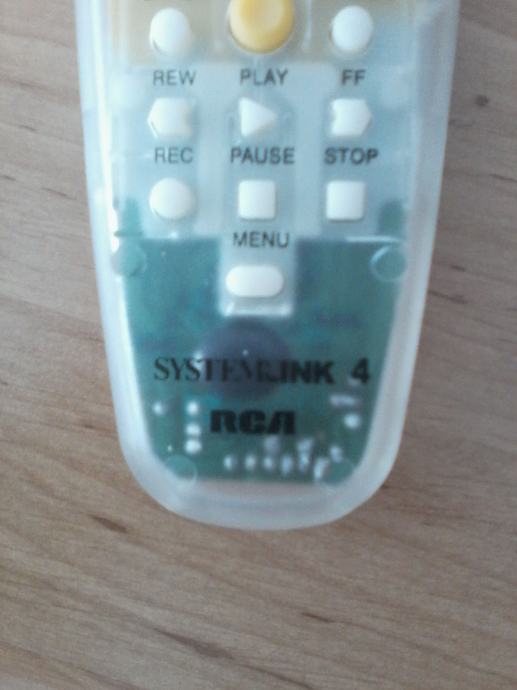 REW PLAY FF
REC PAUSE STOP
MENU
SYSTEMLINK 4
RCA